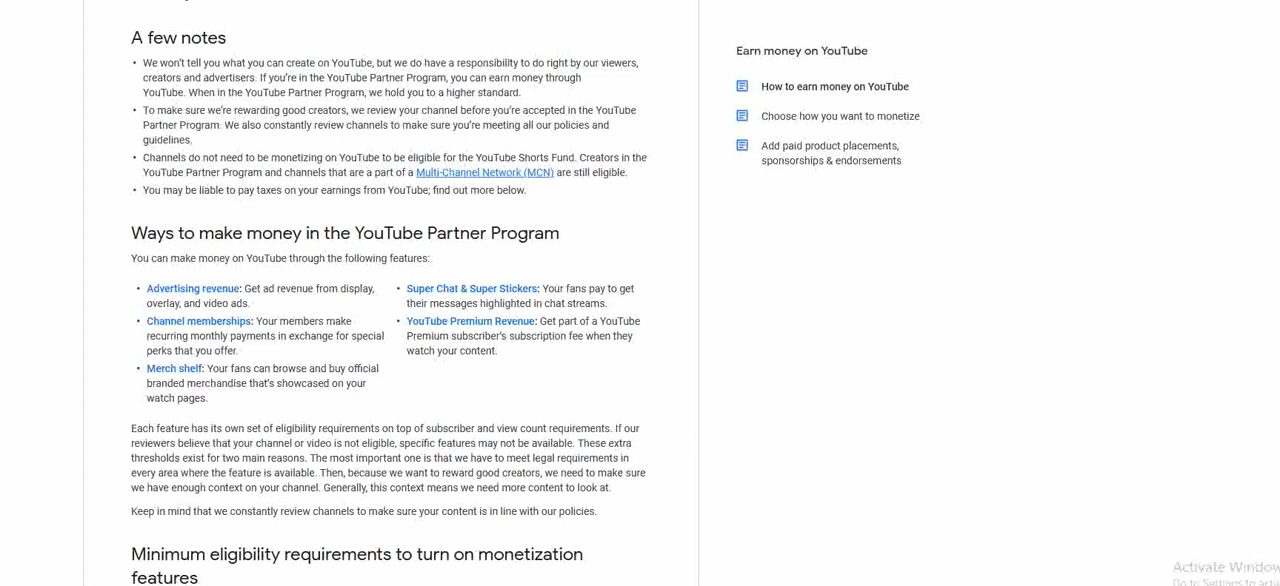 A few notes
• We won't tell you what you can create on YouTube, but we do have a responsibility to do right by our viewers,
creators and advertisers. If you're in the YouTube Partner Program, you can earn money through
YouTube. When in the YouTube Partner Program, we hold you to a higher standard.
• To make sure we're rewarding good creators, we review your channel before you're accepted in the YouTube
Partner Program. We also constantly review channels to make sure you're meeting all our policies and
guidelines.
• Channels do not need to be monetizing on YouTube to be eligible for the YouTube Shorts Fund. Creators in the
YouTube Partner Program and channels that are a part of a Multi-Channel Network (MCN) are still eligible.
• You may be liable to pay taxes on your earnings from YouTube; find out more below.
Ways to make money in the YouTube Partner Program
You can make money on YouTube through the following features:
• Advertising revenue: Get ad revenue from display,
overlay, and video ads.
• Channel memberships: Your members make
recurring monthly payments in exchange for special
perks that you offer.
• Merch shelf: Your fans can browse and buy official
branded merchandise that's showcased on your
watch pages.
• Super Chat & Super Stickers: Your fans pay to get
their messages highlighted in chat streams.
• YouTube Premium Revenue: Get part of a YouTube
Premium subscriber's subscription fee when they
watch your content.
Each feature has its own set of eligibility requirements on top of subscriber and view count requirements. If our
reviewers believe that your channel or video is not eligible, specific features may not be available. These extra
thresholds exist for two main reasons. The most important one is that we have to meet legal requirements in
every area where the feature is available. Then, because we want to reward good creators, we need to make sure
we have enough context on your channel. Generally, this context means we need more content to look at.
Keep in mind that we constantly review channels to make sure your content is in line with our policies.
Minimum eligibility requirements to turn on monetization
features
Earn money on YouTube
How to earn money on YouTube
Choose how you want to monetize
Add paid product placements,
sponsorships & endorsements
Activate Window
Go to Settings to